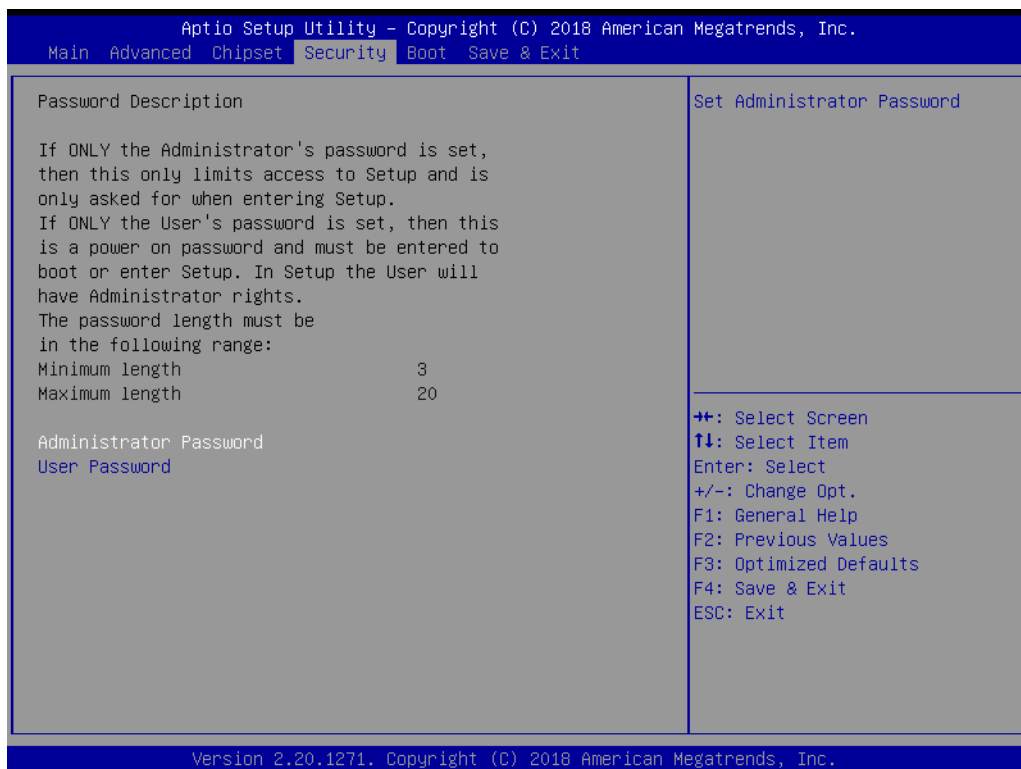 Aptio Setup Utility – Copyright (C) 2018 American Megatrends, Inc.
Main Advanced Chipset Security Boot Save & Exit
Password Description
If ONLY the Administrator's password is set,
then this only limits access to Setup and is
only asked for when entering Setup.
If ONLY the User's password is set, then this
is a power on password and must be entered to
boot or enter Setup. In Setup the User will
have Administrator rights.
The password length must be
in the following range:
Minimum length 3
Maximum length 20
Administrator Password
User Password
Set Administrator Password
→←: Select Screen
↑↓: Select Item
Enter: Select
+/-: Change Opt.
F1: General Help
F2: Previous Values
F3: Optimized Defaults
F4: Save & Exit
ESC: Exit
Version 2.20.1271. Copyright (C) 2018 American Megatrends, Inc.